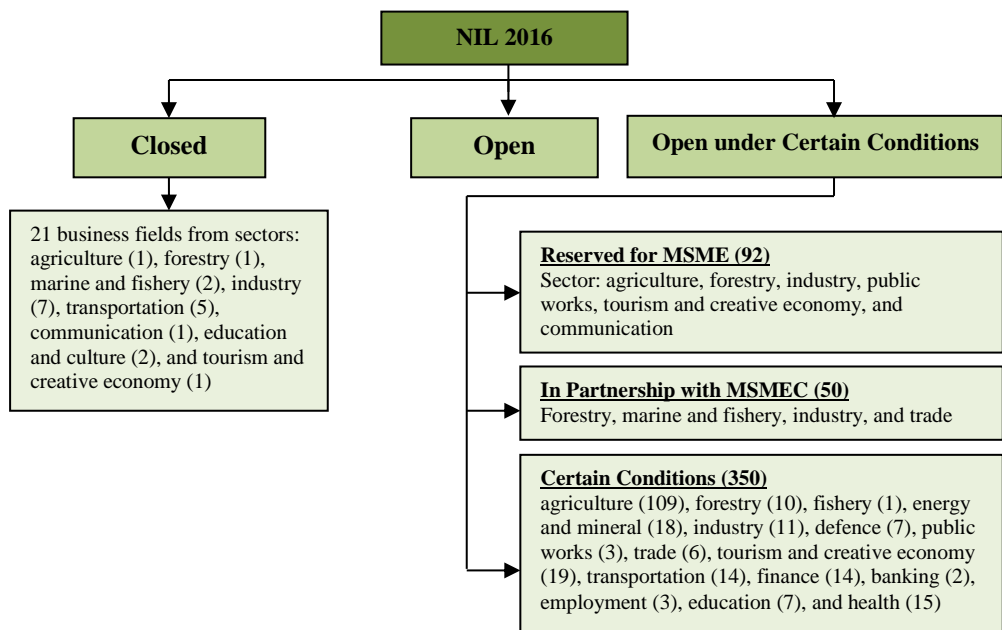 NIL 2016
Closed
Open
Open under Certain Conditions
21 business fields from sectors:
agriculture (1), forestry (1),
marine and fishery (2), industry
(7), transportation (5),
communication (1), education
and culture (2), and tourism and
creative economy (1)
Reserved for MSME (92)
Sector: agriculture, forestry, industry, public
works, tourism and creative economy, and
communication
In Partnership with MSMEC (50)
Forestry, marine and fishery, industry, and trade
Certain Conditions (350)
agriculture (109), forestry (10), fishery (1), energy
and mineral (18), industry (11), defence (7), public
works (3), trade (6), tourism and creative economy
(19), transportation (14), finance (14), banking (2),
employment (3), education (7), and health (15)